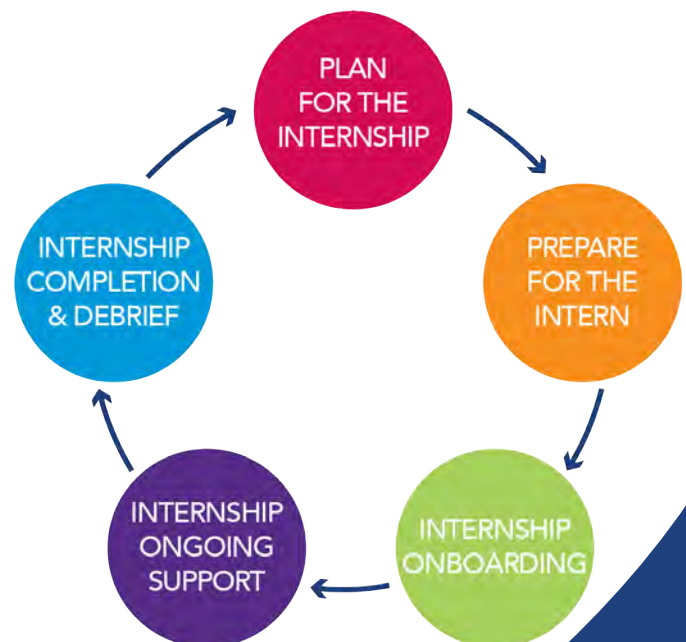 PLAN
FOR THE
INTERNSHIP
PREPARE
FOR THE
INTERN
INTERNSHIP
ONBOARDING
INTERNSHIP
ONGOING
SUPPORT
INTERNSHIP
COMPLETION
& DEBRIEF